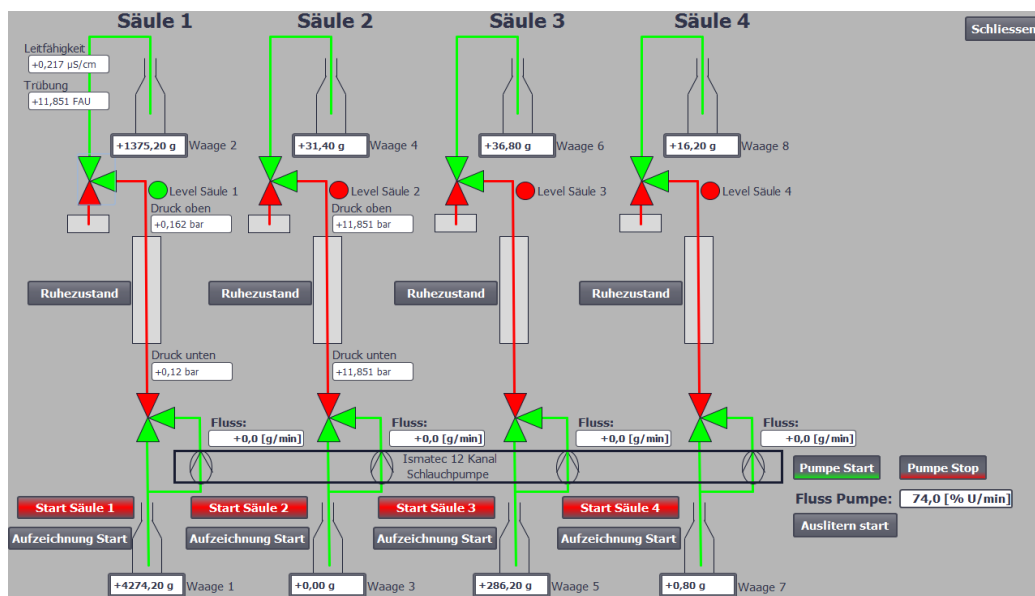 Säule 1
Säule 2
Säule 3
Säule 4
Schliessen
Leitfähigkeit
+0,217 µS/cm
Trübung
+11,851 FAU
+1375,20 g
Waage 2
+31,40 g
Waage 4
+36,80 g
Waage 6
+16,20 g
Waage 8
Level Säule 1
Level Säule 2
Level Säule 3
Level Säule 4
Druck oben
+0,162 bar
Druck oben
+11,851 bar
Ruhezustand
Ruhezustand
Ruhezustand
Ruhezustand
Druck unten
+0,12 bar
Druck unten
+11,851 bar
Fluss:
+0,0 [g/min]
Fluss:
+0,0 [g/min]
Fluss:
+0,0 [g/min]
Fluss:
+0,0 [g/min]
Ismatec 12 Kanal
Schlauchpumpe
Pumpe Start
Pumpe Stop
Fluss Pumpe:
74,0 [% U/min]
Auslitern start
Start Säule 1
Start Säule 2
Start Säule 3
Start Säule 4
Aufzeichnung Start
Aufzeichnung Start
Aufzeichnung Start
Aufzeichnung Start
+4274,20 g
Waage 1
+0,00 g
Waage 3
+286,20 g
Waage 5
+0,80 g
Waage 7